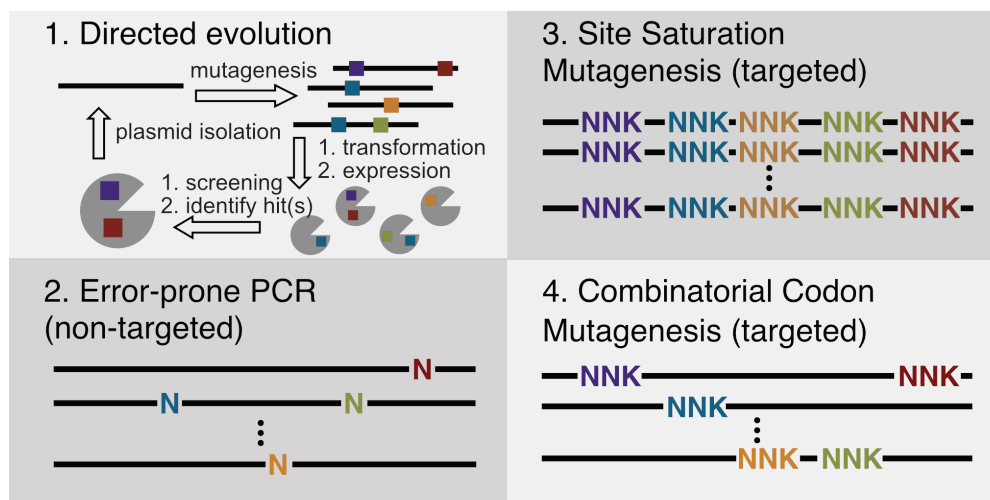 1. Directed evolution
mutagenesis
plasmid isolation
1. transformation
2. expression
1. screening
2. identify hit(s)
2. Error-prone PCR
(non-targeted)
N
N N
N
3. Site Saturation
Mutagenesis (targeted)
NNK NNK NNK NNK NNK
NNK NNK NNK NNK NNK
NNK NNK NNK NNK NNK
4. Combinatorial Codon
Mutagenesis (targeted)
NNK NNK
NNK
NNK NNK